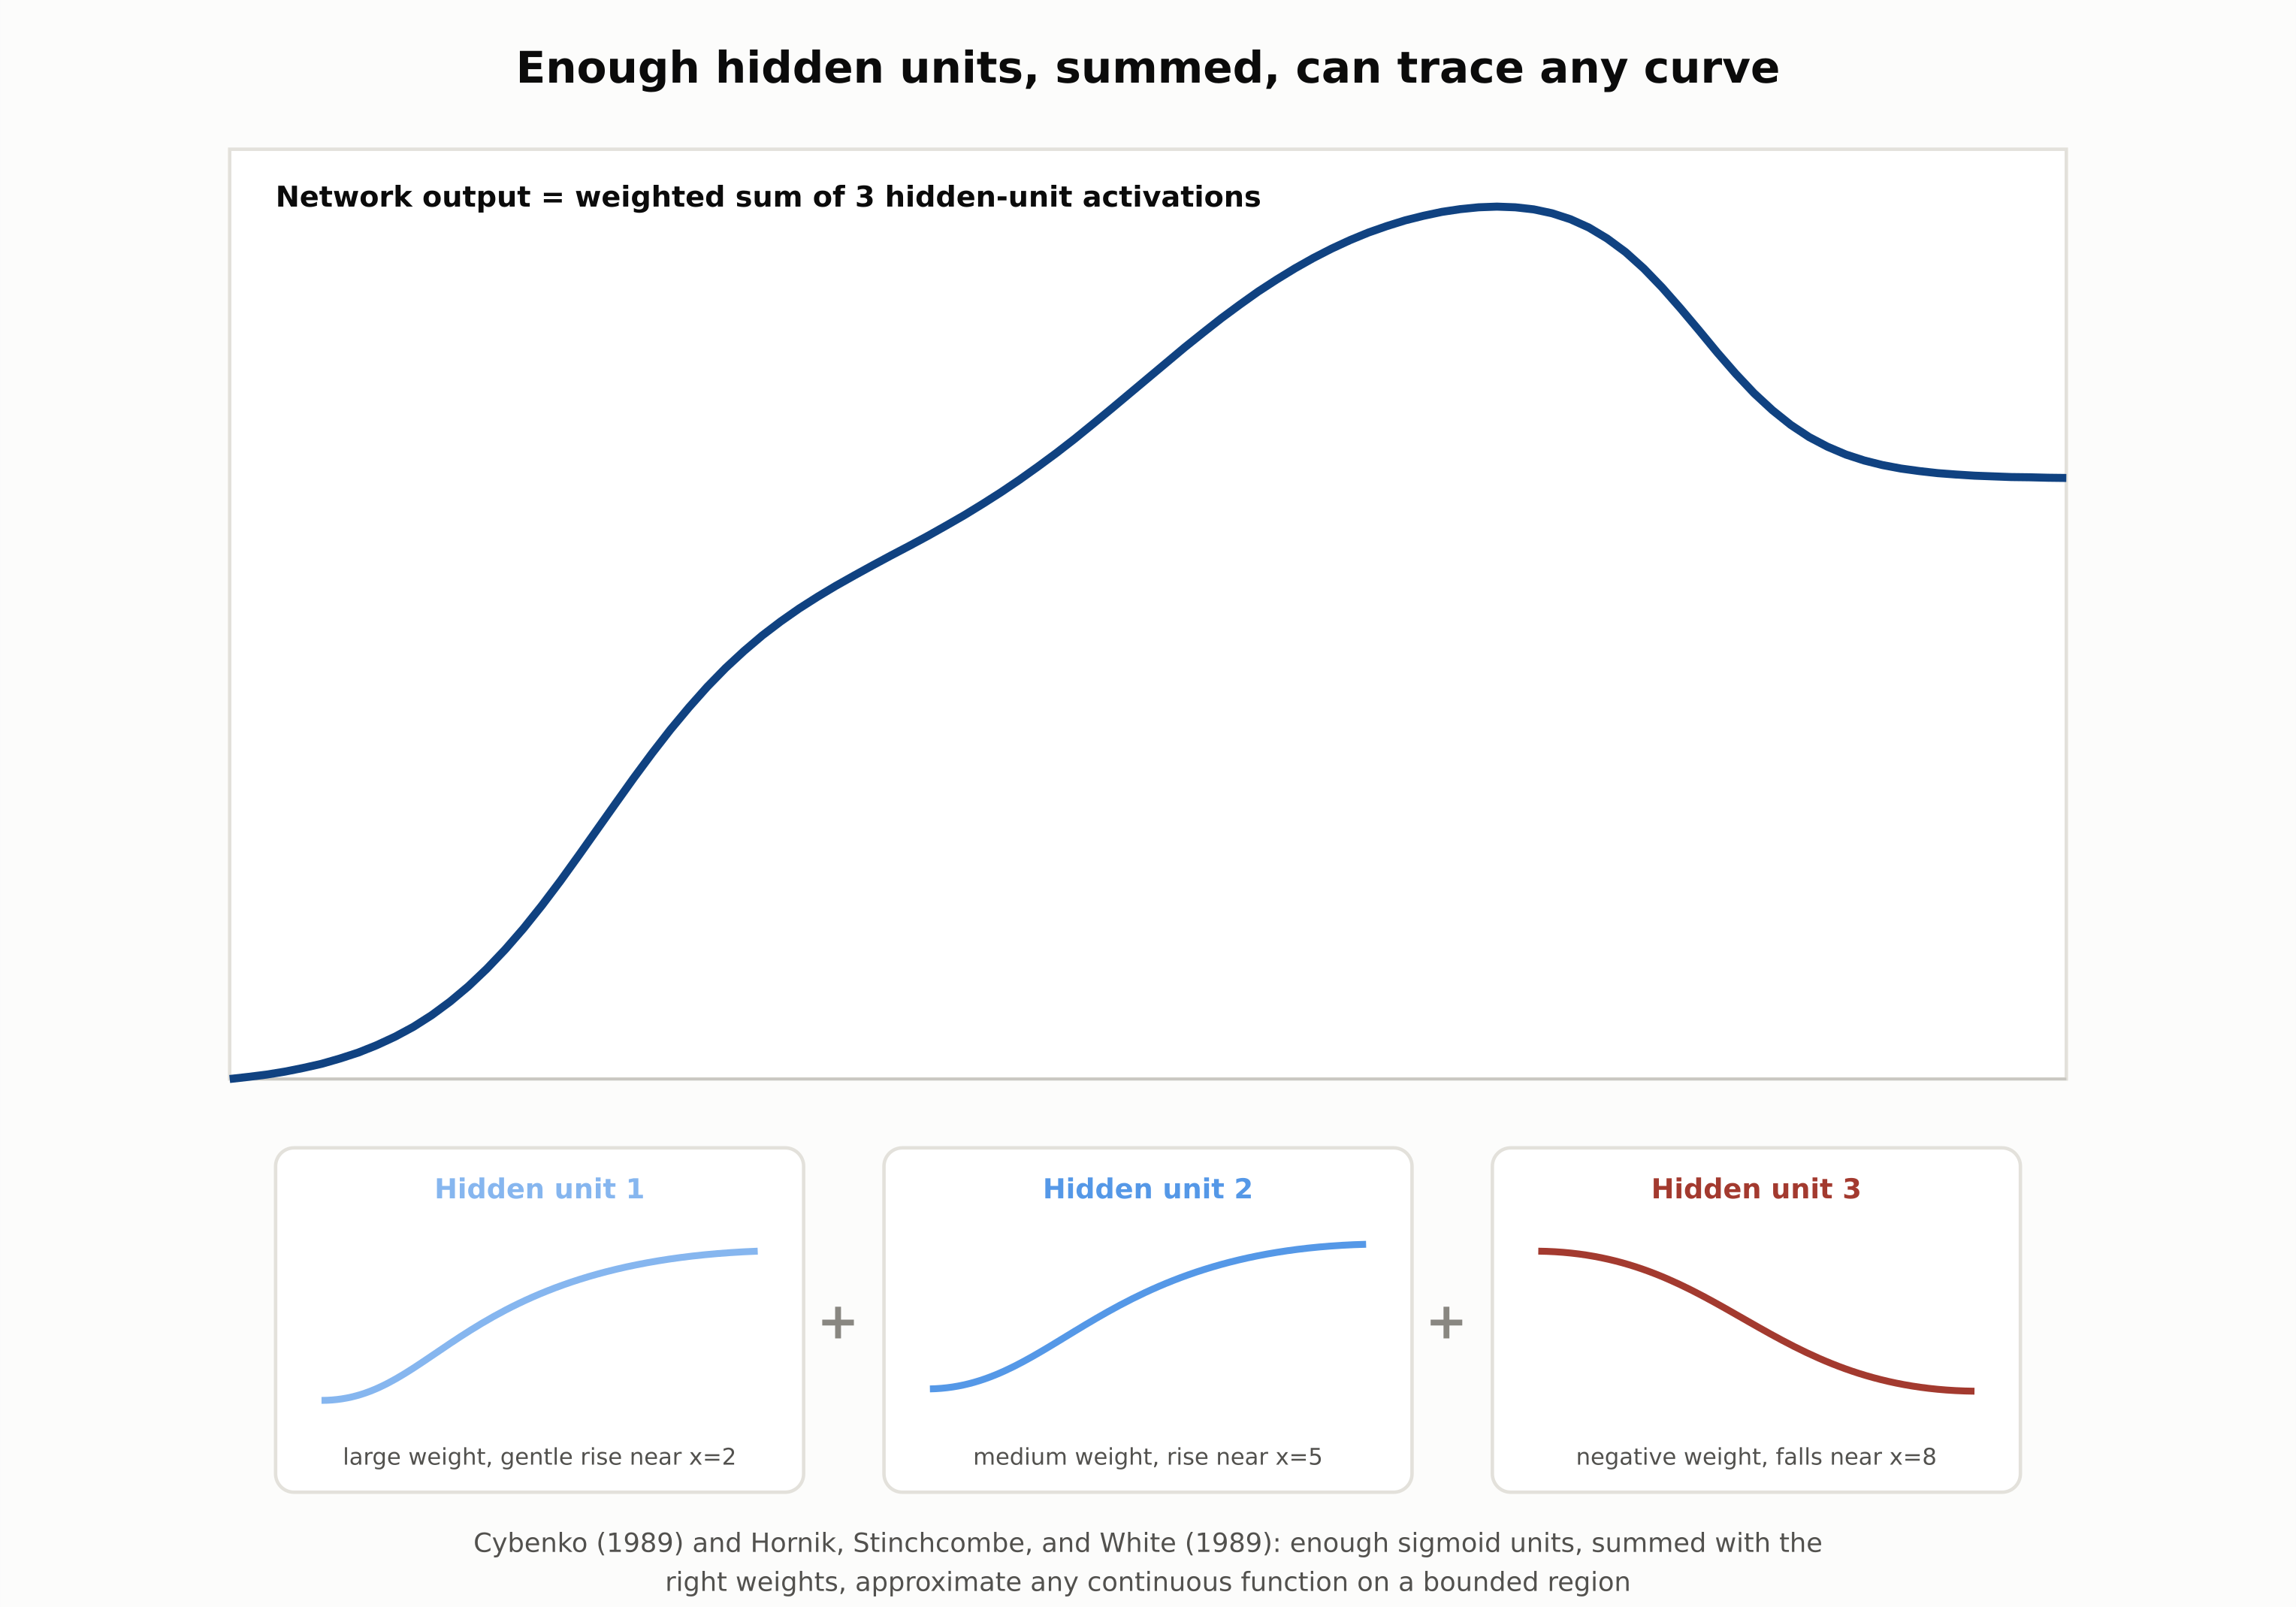 Enough hidden units, summed, can trace any curve
Network output = weighted sum of 3 hidden-unit activations
Hidden unit 1
large weight, gentle rise near x=2
+
Hidden unit 2
medium weight, rise near x=5
+
Hidden unit 3
negative weight, falls near x=8
Cybenko (1989) and Hornik, Stinchcombe, and White (1989): enough sigmoid units, summed with the
right weights, approximate any continuous function on a bounded region